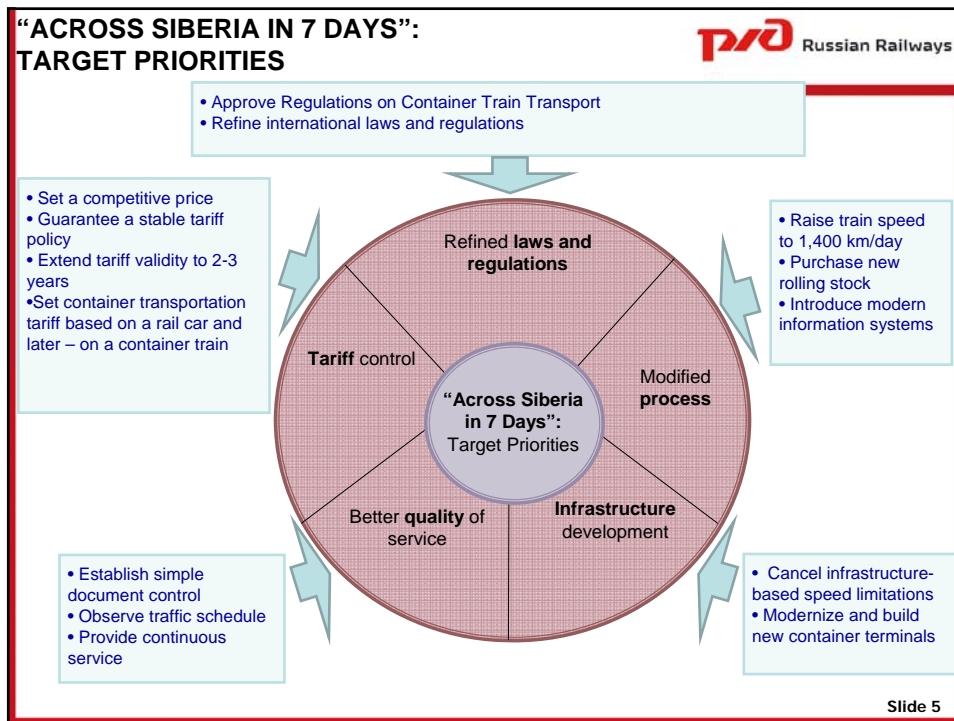 “ACROSS SIBERIA IN 7 DAYS”:
TARGET PRIORITIES
Russian Railways
• Approve Regulations on Container Train Transport
• Refine international laws and regulations
• Set a competitive price
• Guarantee a stable tariff
policy
• Extend tariff validity to 2-3
years
•Set container transportation
tariff based on a rail car and
later – on a container train
• Raise train speed
to 1,400 km/day
• Purchase new
rolling stock
• Introduce modern
information systems
Refined laws and
regulations
Tariff control
Modified
process
“Across Siberia
in 7 Days”:
Target Priorities
Better quality of
service
Infrastructure
development
• Establish simple
document control
• Observe traffic schedule
• Provide continuous
service
• Cancel infrastructure-
based speed limitations
• Modernize and build
new container terminals
Slide 5